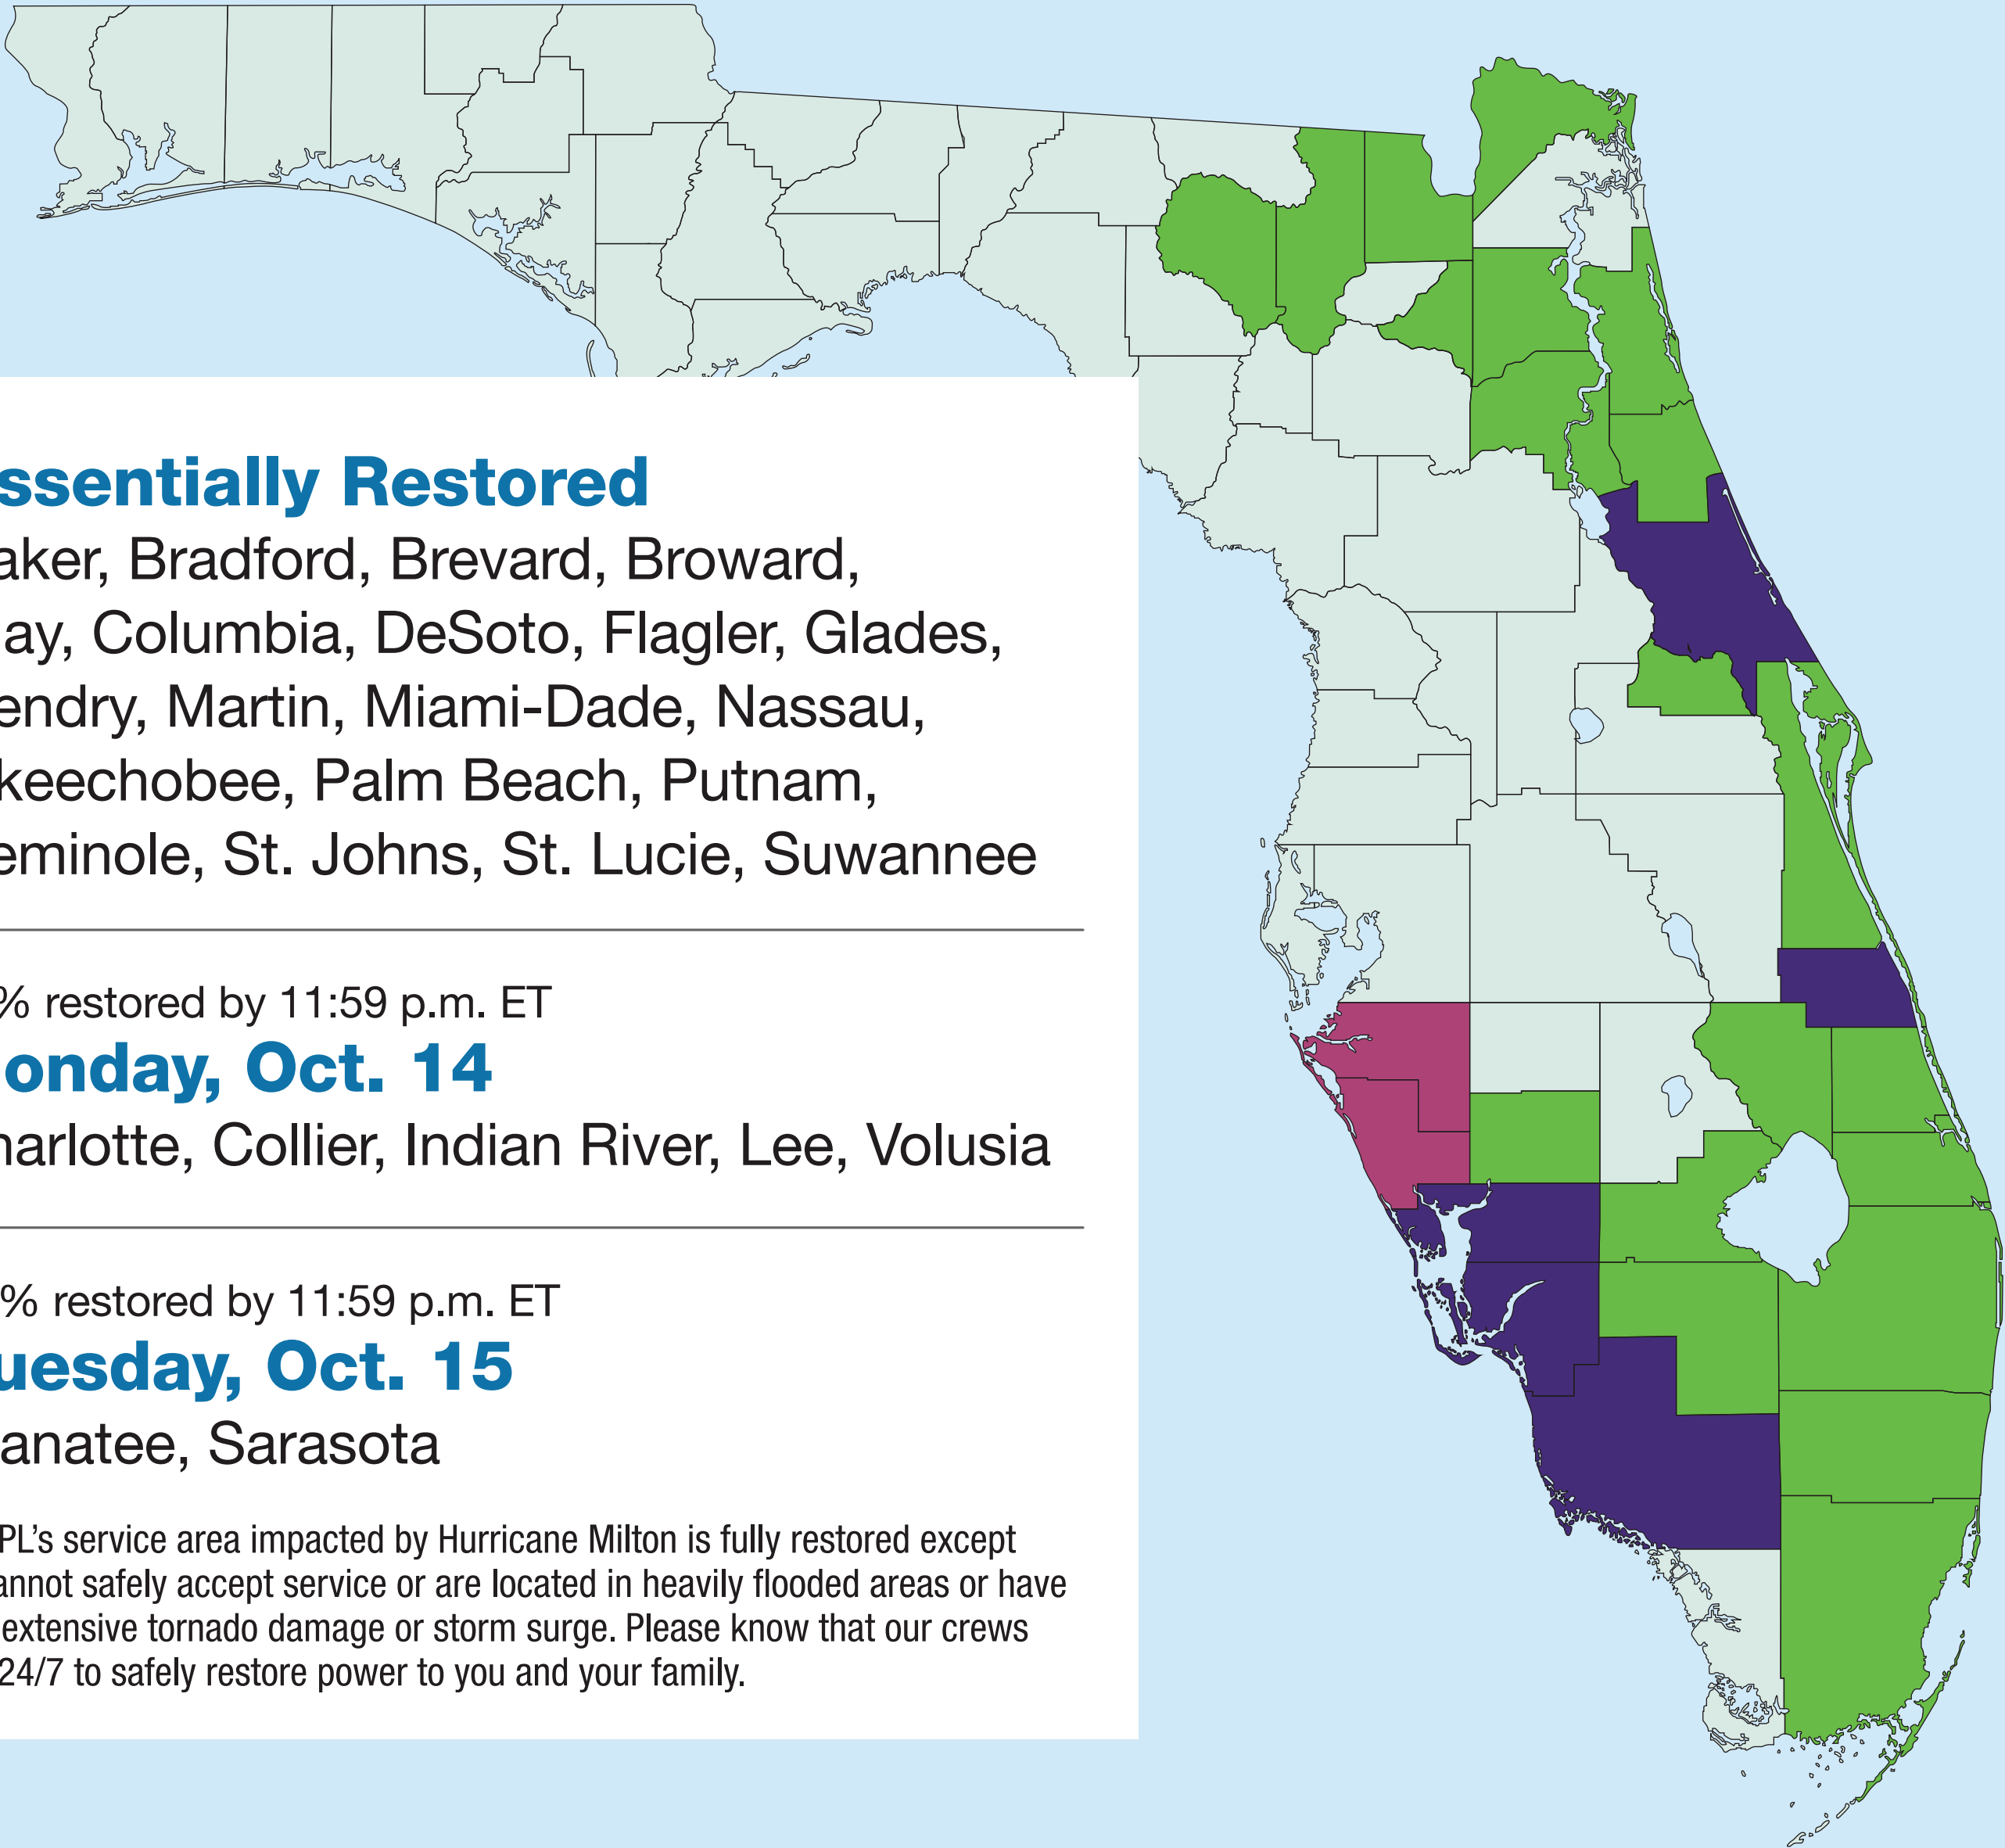 ssentially Restored
aker, Bradford, Brevard, Broward,
ay, Columbia, DeSoto, Flagler, Glades,
endry, Martin, Miami-Dade, Nassau,
keechobee, Palm Beach, Putnam,
eminole, St. Johns, St. Lucie, Suwannee
% restored by 11:59 p.m. ET
onday, Oct. 14
harlotte, Collier, Indian River, Lee, Volusia
% restored by 11:59 p.m. ET
uesday, Oct. 15
anatee, Sarasota
PL's service area impacted by Hurricane Milton is fully restored except
annot safely accept service or are located in heavily flooded areas or have
extensive tornado damage or storm surge. Please know that our crews
24/7 to safely restore power to you and your family.